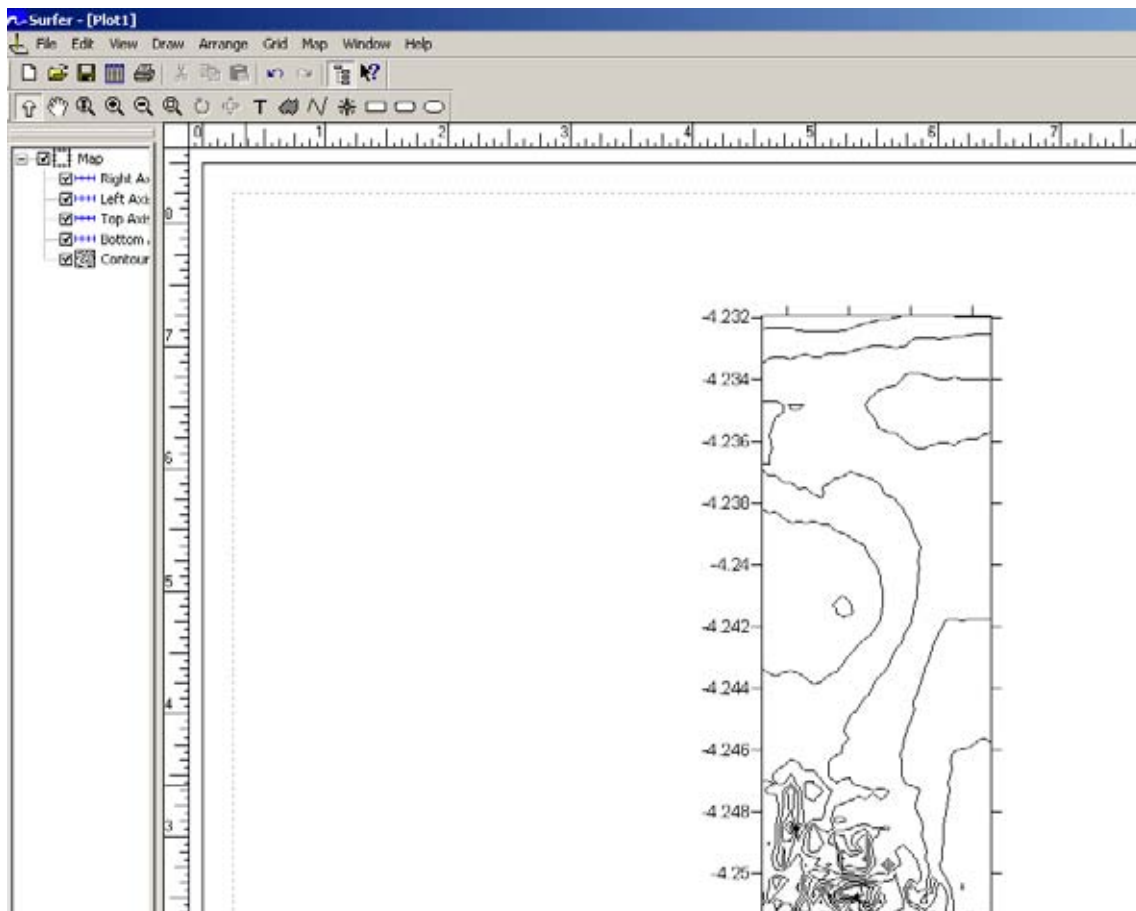 Surfer - [Plot1]
File Edit View Draw Arrange Grid Map Window Help
T
0 1 2 3 4 5 6 7
Map
Right A
Left Axi
Top Axi
Bottom
Contour
8
7
6
5
4
3
-4.232
-4.234
-4.236
-4.238
-4.24
-4.242
-4.244
-4.246
-4.248
-4.25